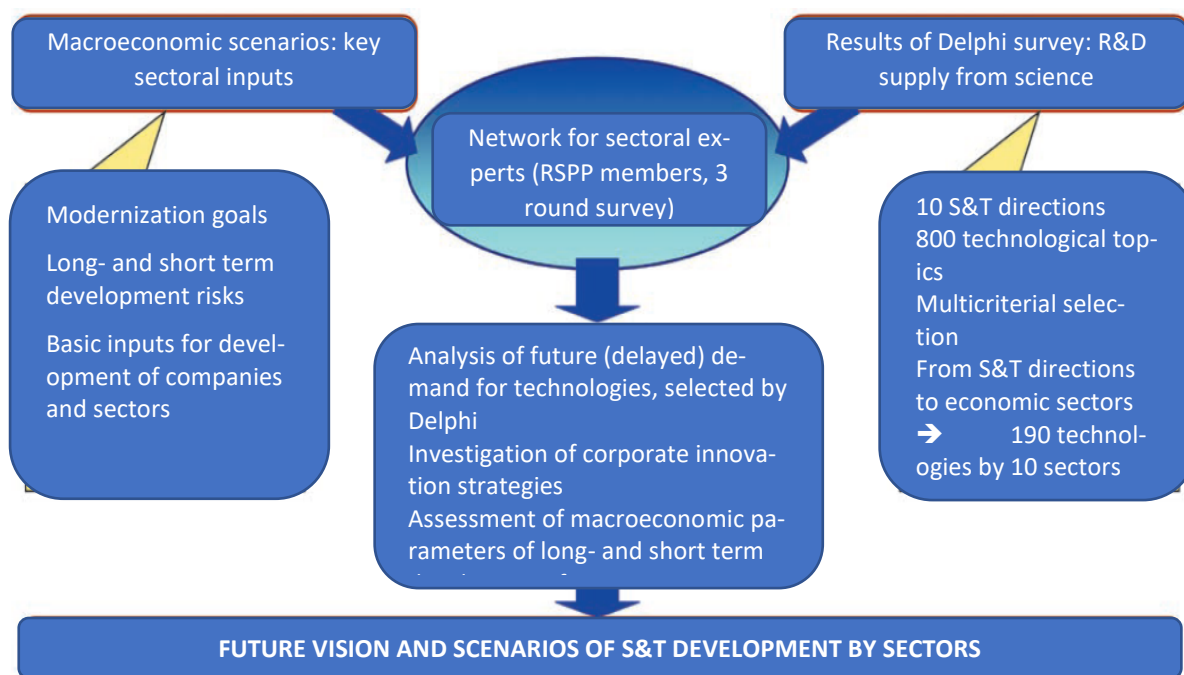 Macroeconomic scenarios: key
sectoral inputs
Results of Delphi survey: R&D
supply from science
Network for sectoral ex-
perts (RSPP members, 3
round survey)
Modernization goals
Long- and short term
development risks
Basic inputs for devel-
opment of companies
and sectors
10 S&T directions
800 technological top-
ics
Multicriterial selec-
tion
From S&T directions
to economic sectors
➔ 190 technol-
ogies by 10 sectors
Analysis of future (delayed) de-
mand for technologies, selected by
Delphi
Investigation of corporate innova-
tion strategies
Assessment of macroeconomic pa-
rameters of long- and short term
FUTURE VISION AND SCENARIOS OF S&T DEVELOPMENT BY SECTORS